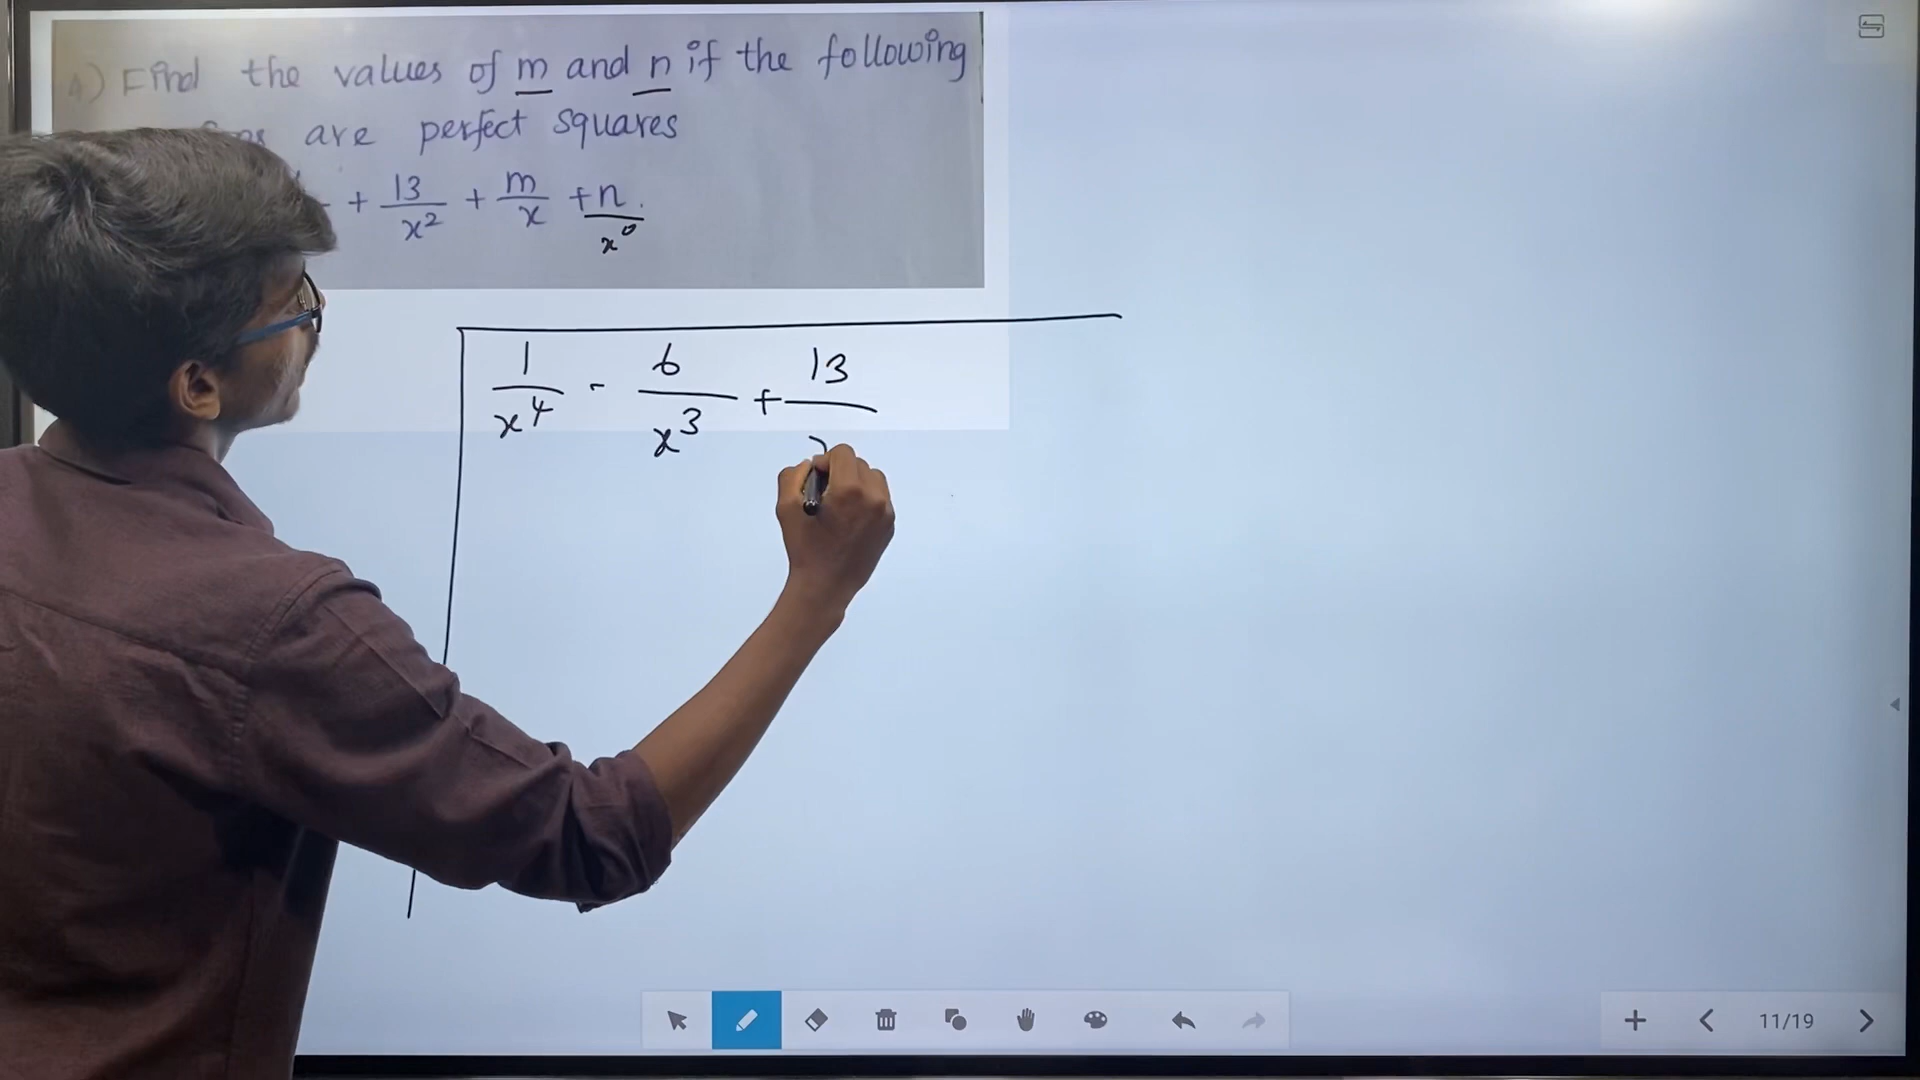 4) Find the values of m and n if the following
are perfect squares
+ 13/x² + m/x + n/x⁰.
1/x⁴ - 6/x³ + 13/
11/19